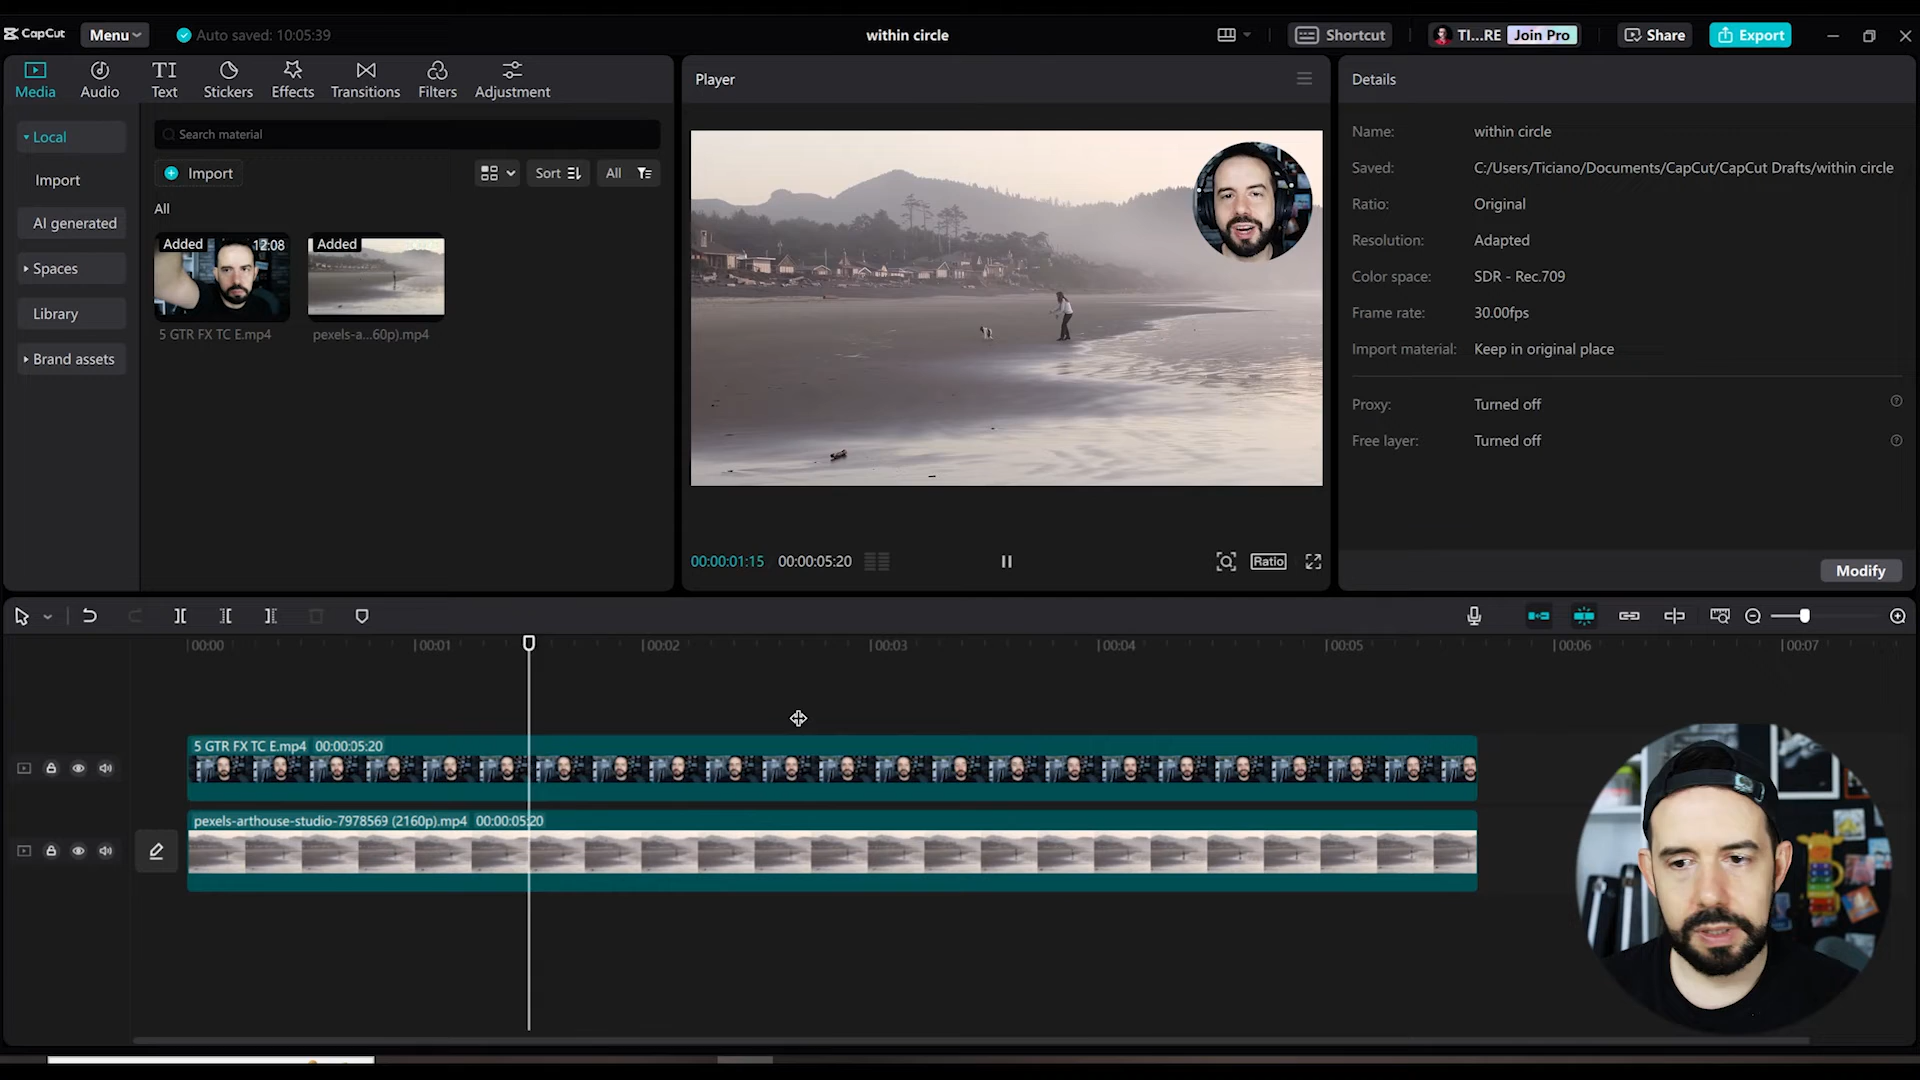 CapCut
Menu
Auto saved: 10:05:39
within circle
Shortcut
TI...RE
Join Pro
Share
Export
Media
Audio
Text
Stickers
Effects
Transitions
Filters
Adjustment
Local
Import
AI generated
Spaces
Library
Brand assets
Search material
Import
Sort
All
All
Added
12:08
5 GTR FX TC E.mp4
Added
pexels-a...60p).mp4
Player
00:00:01:15
00:00:05:20
Ratio
Details
Name: within circle
Saved: C:/Users/Ticiano/Documents/CapCut/CapCut Drafts/within circle
Ratio: Original
Resolution: Adapted
Color space: SDR - Rec.709
Frame rate: 30.00fps
Import material: Keep in original place
Proxy: Turned off
Free layer: Turned off
Modify
00:00
00:01
00:02
00:03
00:04
00:05
00:06
00:07
5 GTR FX TC E.mp4 00:00:05:20
pexels-arthouse-studio-7978569 (2160p).mp4 00:00:05:20